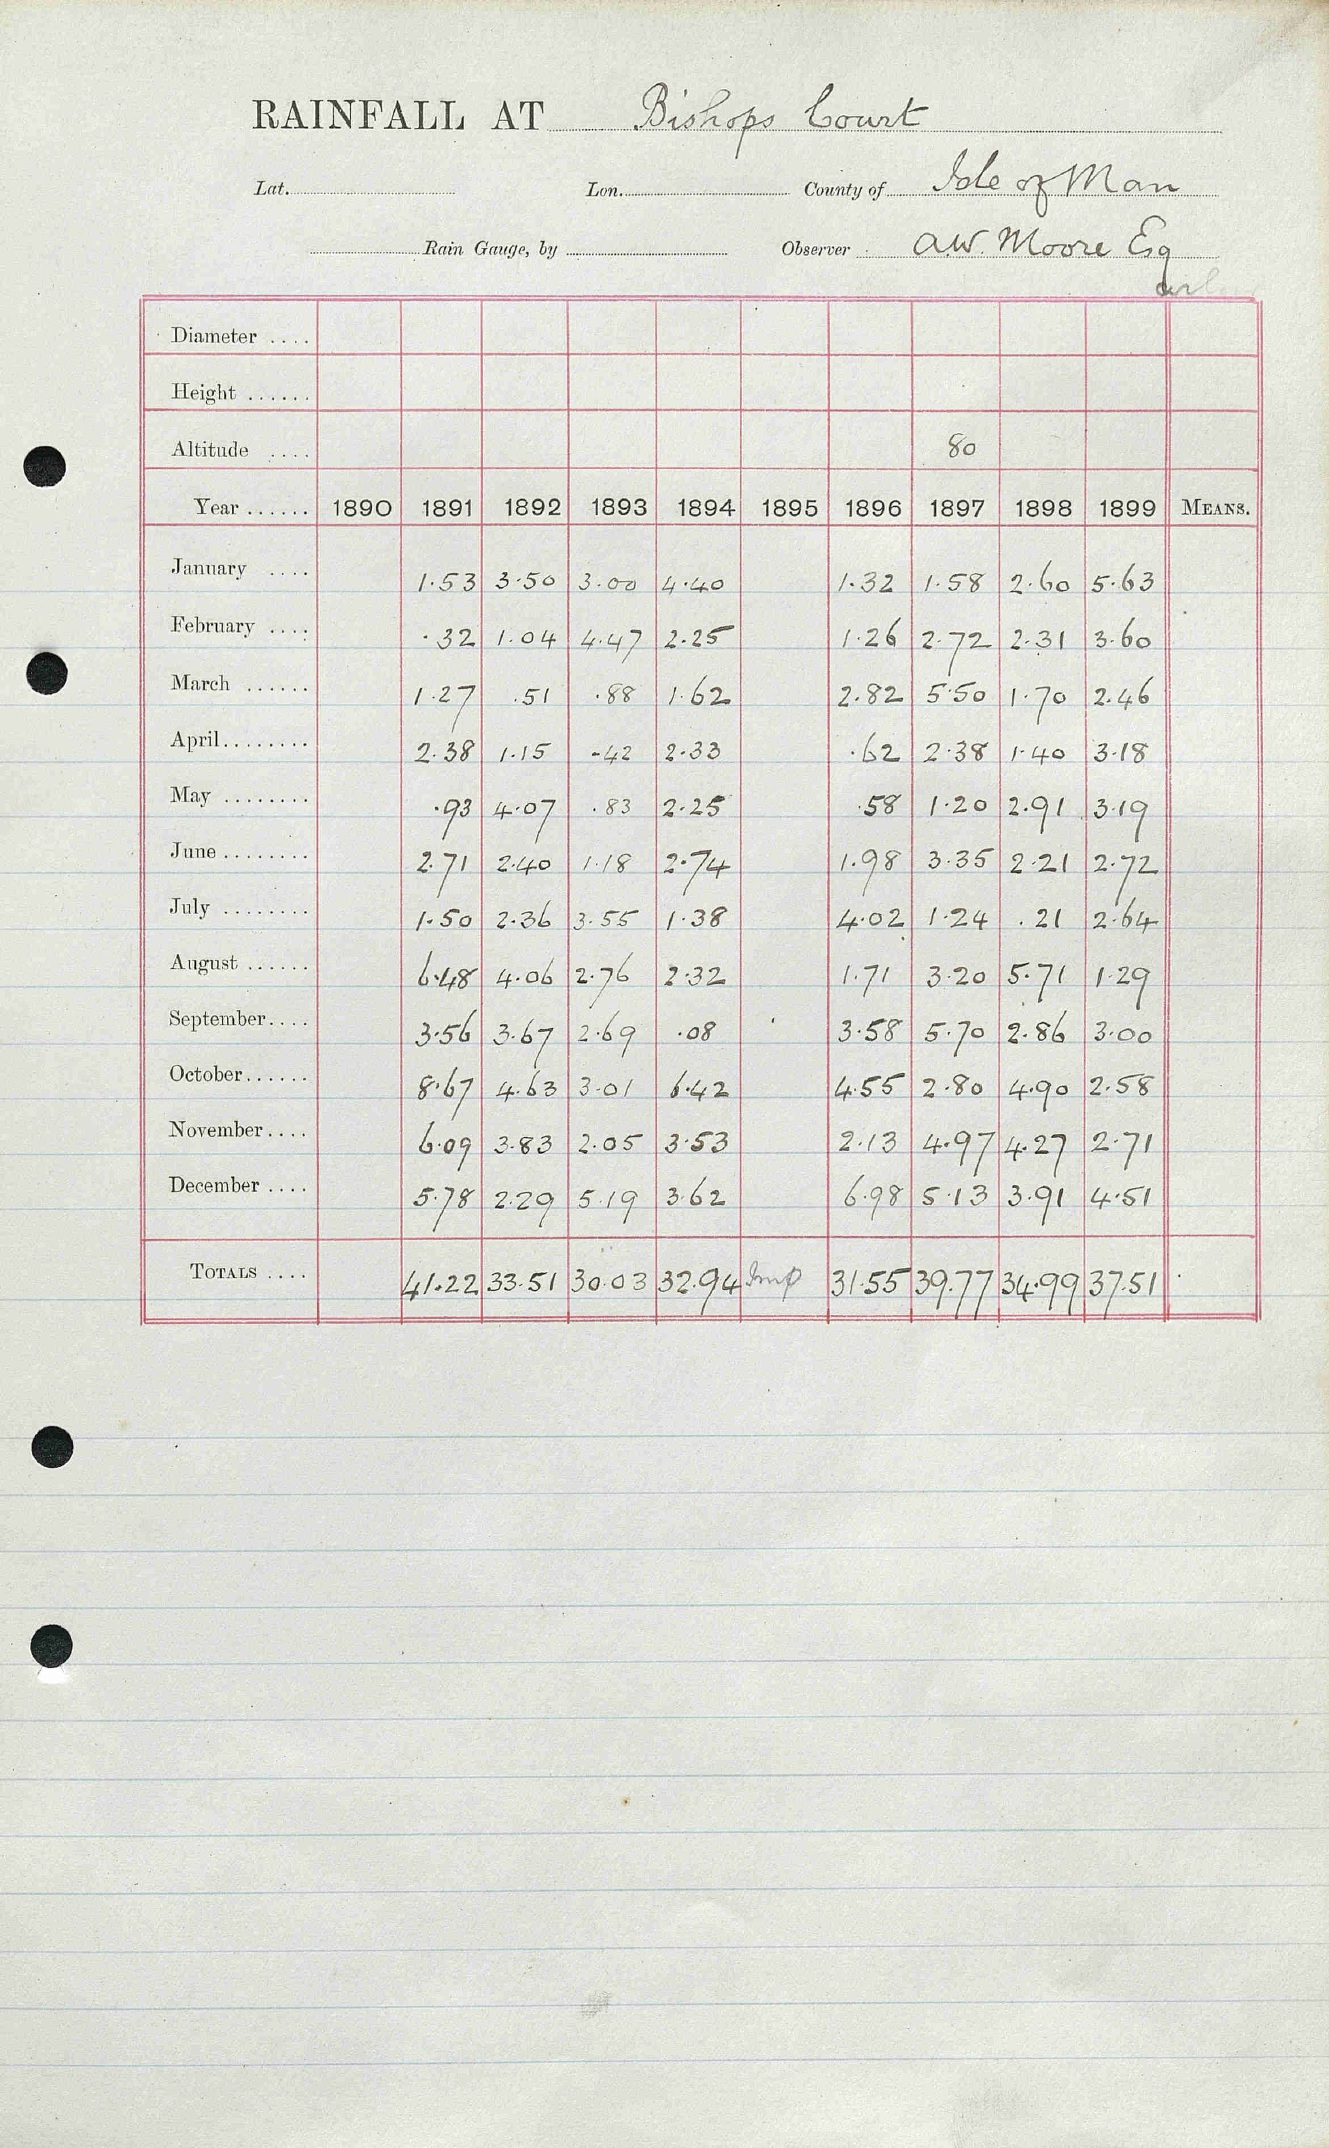 RAINFALL AT Bishops Court
Lat. Lon. County of Isle of Man
Rain Gauge, by Observer A.W. Moore Esq
Diameter ....
Height ......
Altitude .... 80
Year ...... 1890 1891 1892 1893 1894 1895 1896 1897 1898 1899 MEANS.
January .... 1.53 3.50 3.00 4.40 1.32 1.58 2.60 5.63
February .... .32 1.04 4.47 2.25 1.26 2.72 2.31 3.60
March ...... 1.27 .51 .88 1.62 2.82 5.50 1.70 2.46
April ........ 2.38 1.15 .42 2.33 .62 2.38 1.40 3.18
May ........ .93 4.07 .83 2.25 .58 1.20 2.91 3.19
June ........ 2.71 2.40 1.18 2.74 1.98 3.35 2.21 2.72
July ........ 1.50 2.36 3.55 1.38 4.02 1.24 .21 2.64
August ...... 6.48 4.06 2.76 2.32 1.71 3.20 5.71 1.29
September.... 3.56 3.67 2.69 .08 3.58 5.70 2.86 3.00
October...... 8.67 4.63 3.01 6.42 4.55 2.80 4.90 2.58
November.... 6.09 3.83 2.05 3.53 2.13 4.97 4.27 2.71
December .... 5.78 2.29 5.19 3.62 6.98 5.13 3.91 4.51
TOTALS .... 41.22 33.51 30.03 32.94 Imp 31.55 39.77 34.99 37.51